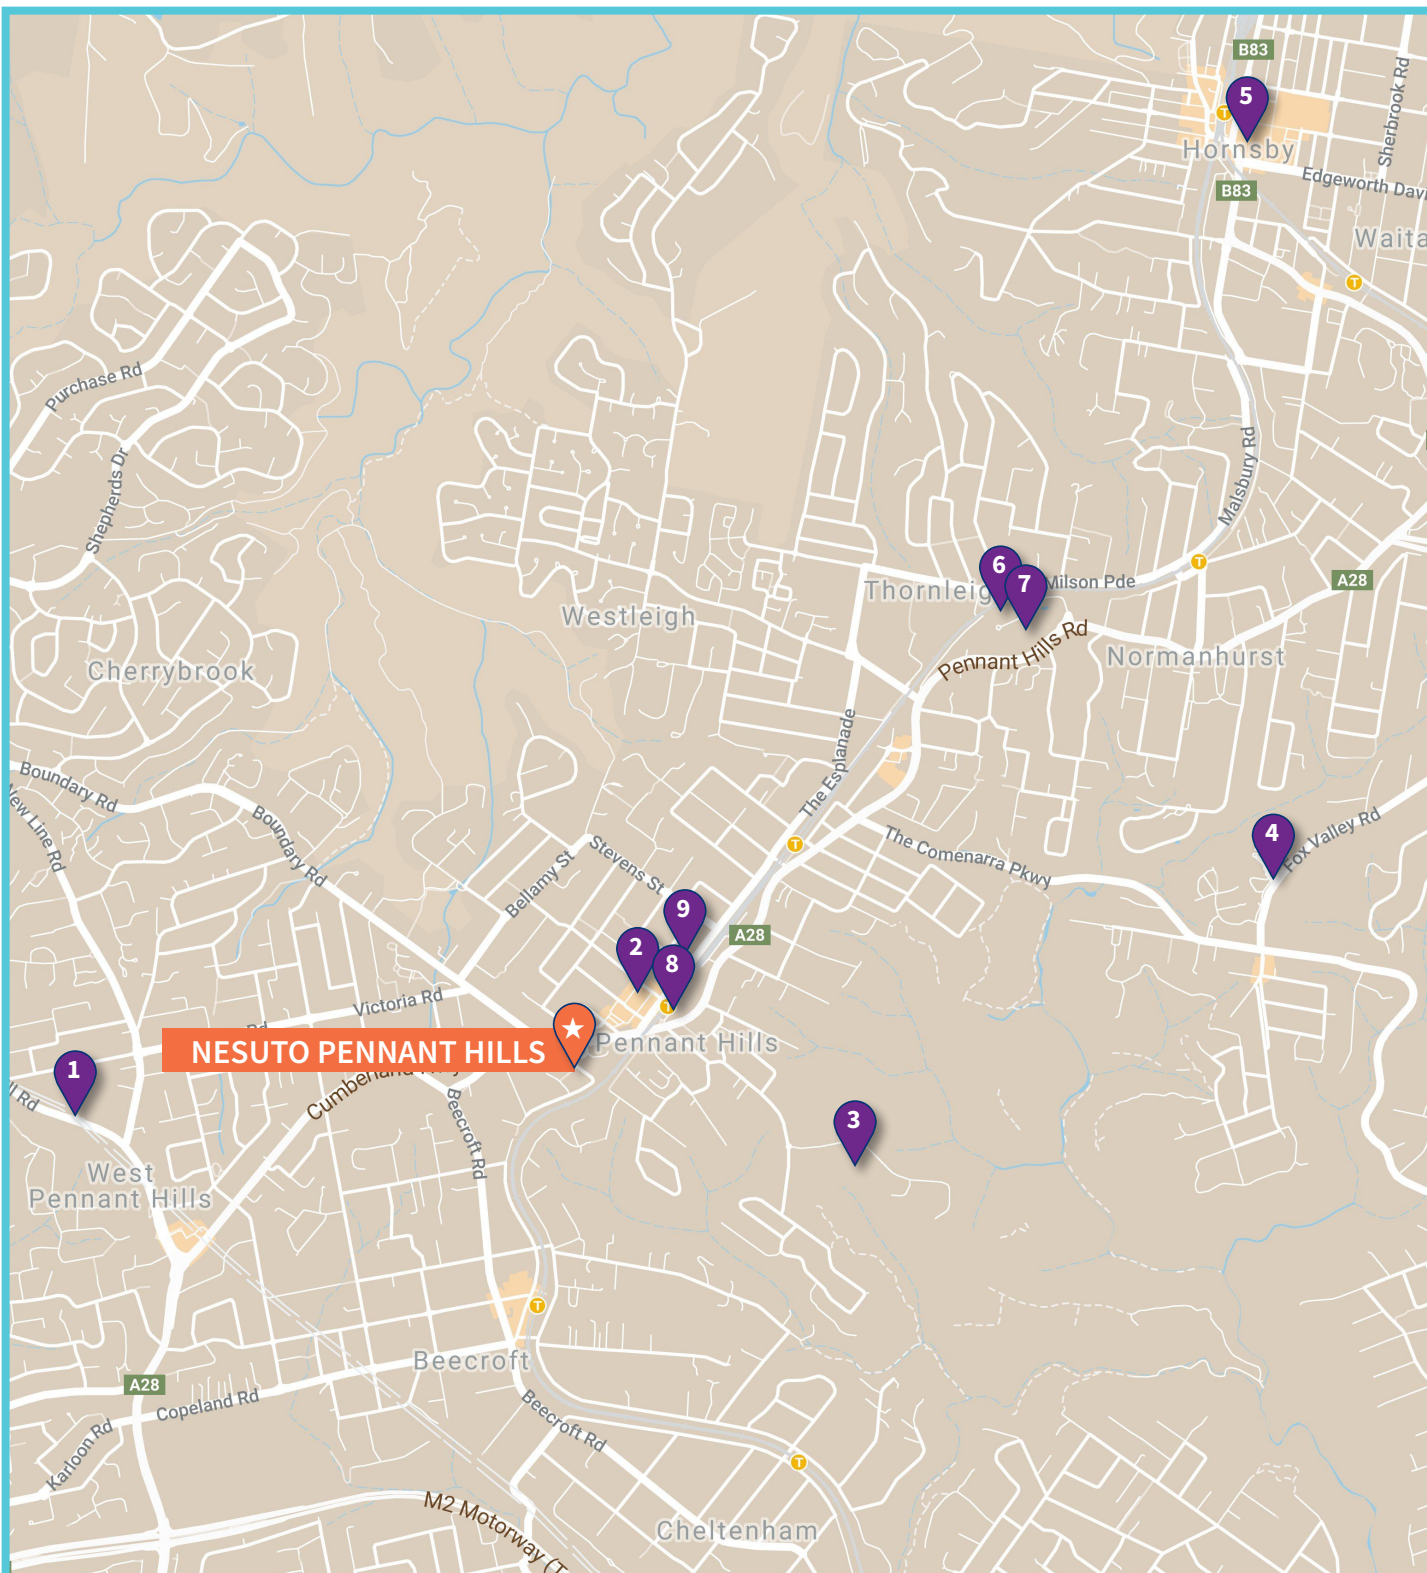 B83
5
T
Hornsby
Sherbrook Rd
Edgeworth Davi
B83
Waita
T
Purchase Rd
Malsbury Rd
Shepherds Dr
T
6
7
Milson Pde
A28
Thornleig
Westleigh
Pennant Hills Rd
Normanhurst
Cherrybrook
The Esplanade
Boundary Rd
New Line Rd
Boundary Rd
4
Fox Valley Rd
Stevens St
T
The Comenarra Pkwy
Bellamy St
9
A28
2
8
T
Victoria Rd
Rd
NESUTO PENNANT HILLS
Pennant Hills
1
ll Rd
Cumberland
Beecroft Rd
3
West
Pennant Hills
T
Beecroft
A28
Copeland Rd
Karloon Rd
Beecroft Rd
T
M2 Motorway (T
Cheltenham